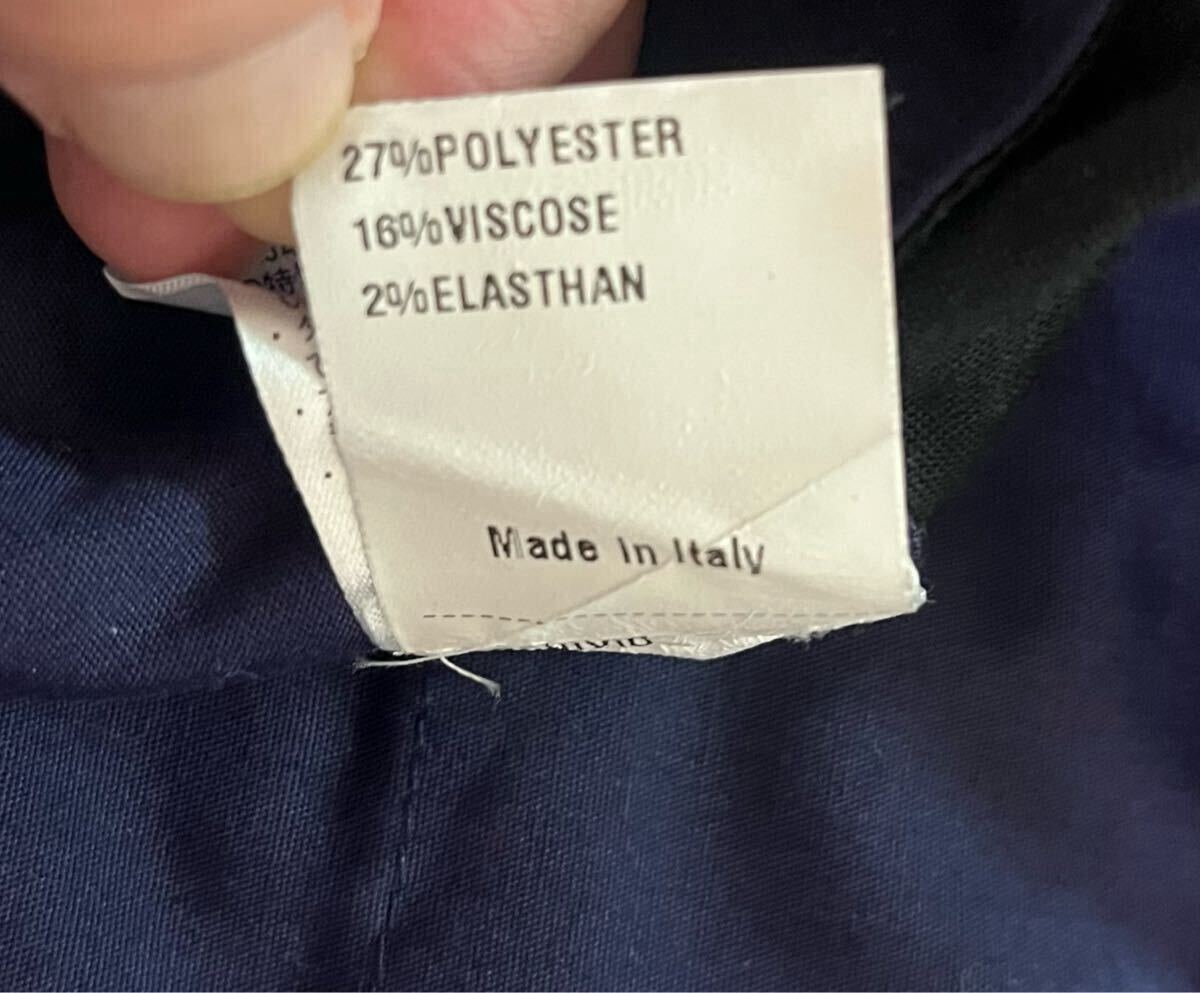 27%POLYESTER
16%VISCOSE
2%ELASTHAN
Made in Italy